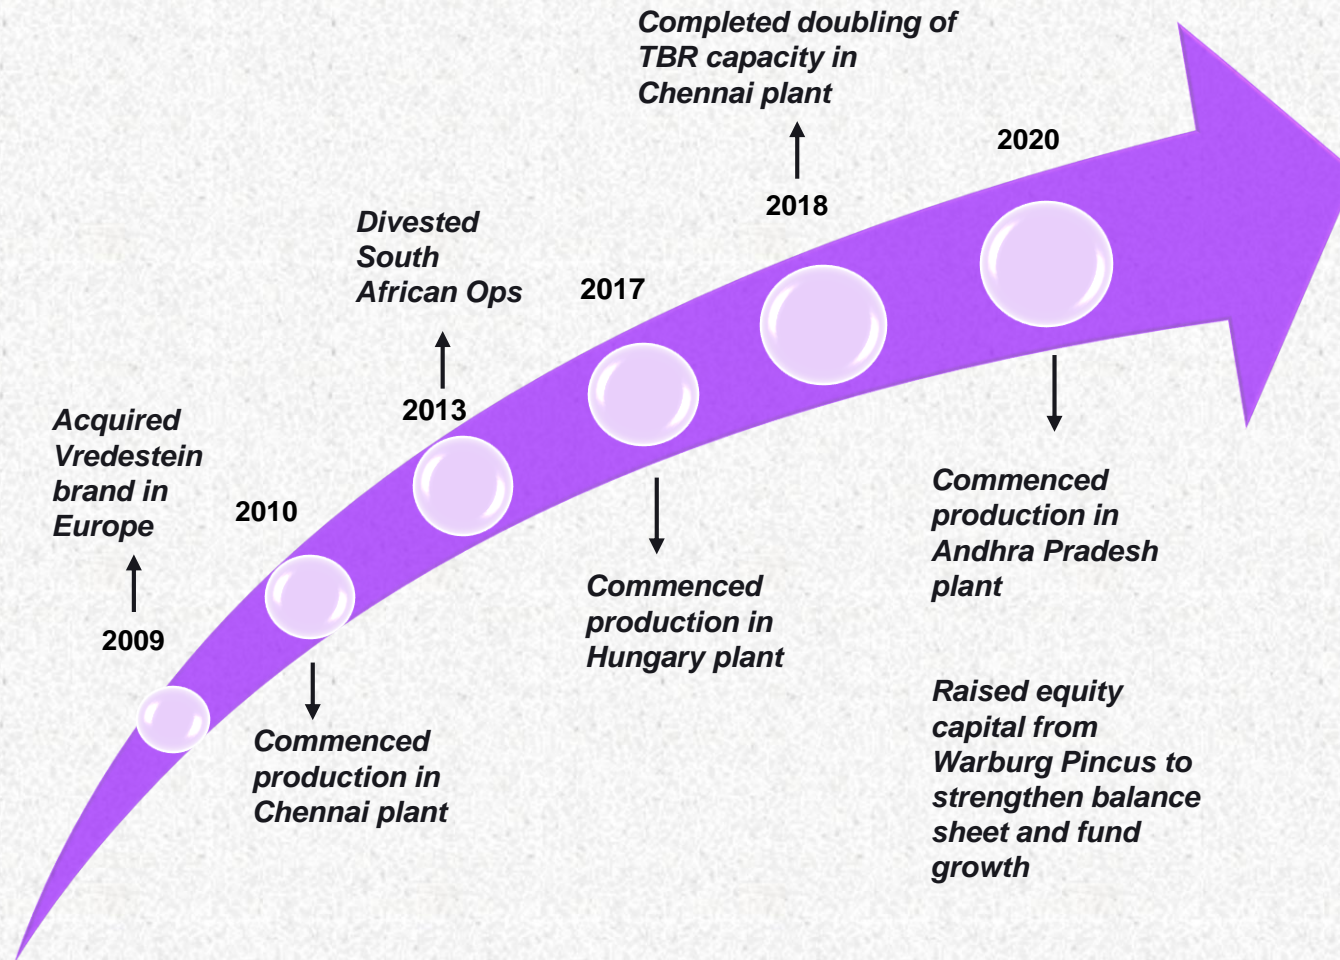 Acquired
Vredestein
brand in
Europe
2009
2010
Commenced
production in
Chennai plant
Divested
South
African Ops
2013
2017
Commenced
production in
Hungary plant
Completed doubling of
TBR capacity in
Chennai plant
2018
2020
Commenced
production in
Andhra Pradesh
plant
Raised equity
capital from
Warburg Pincus to
strengthen balance
sheet and fund
growth